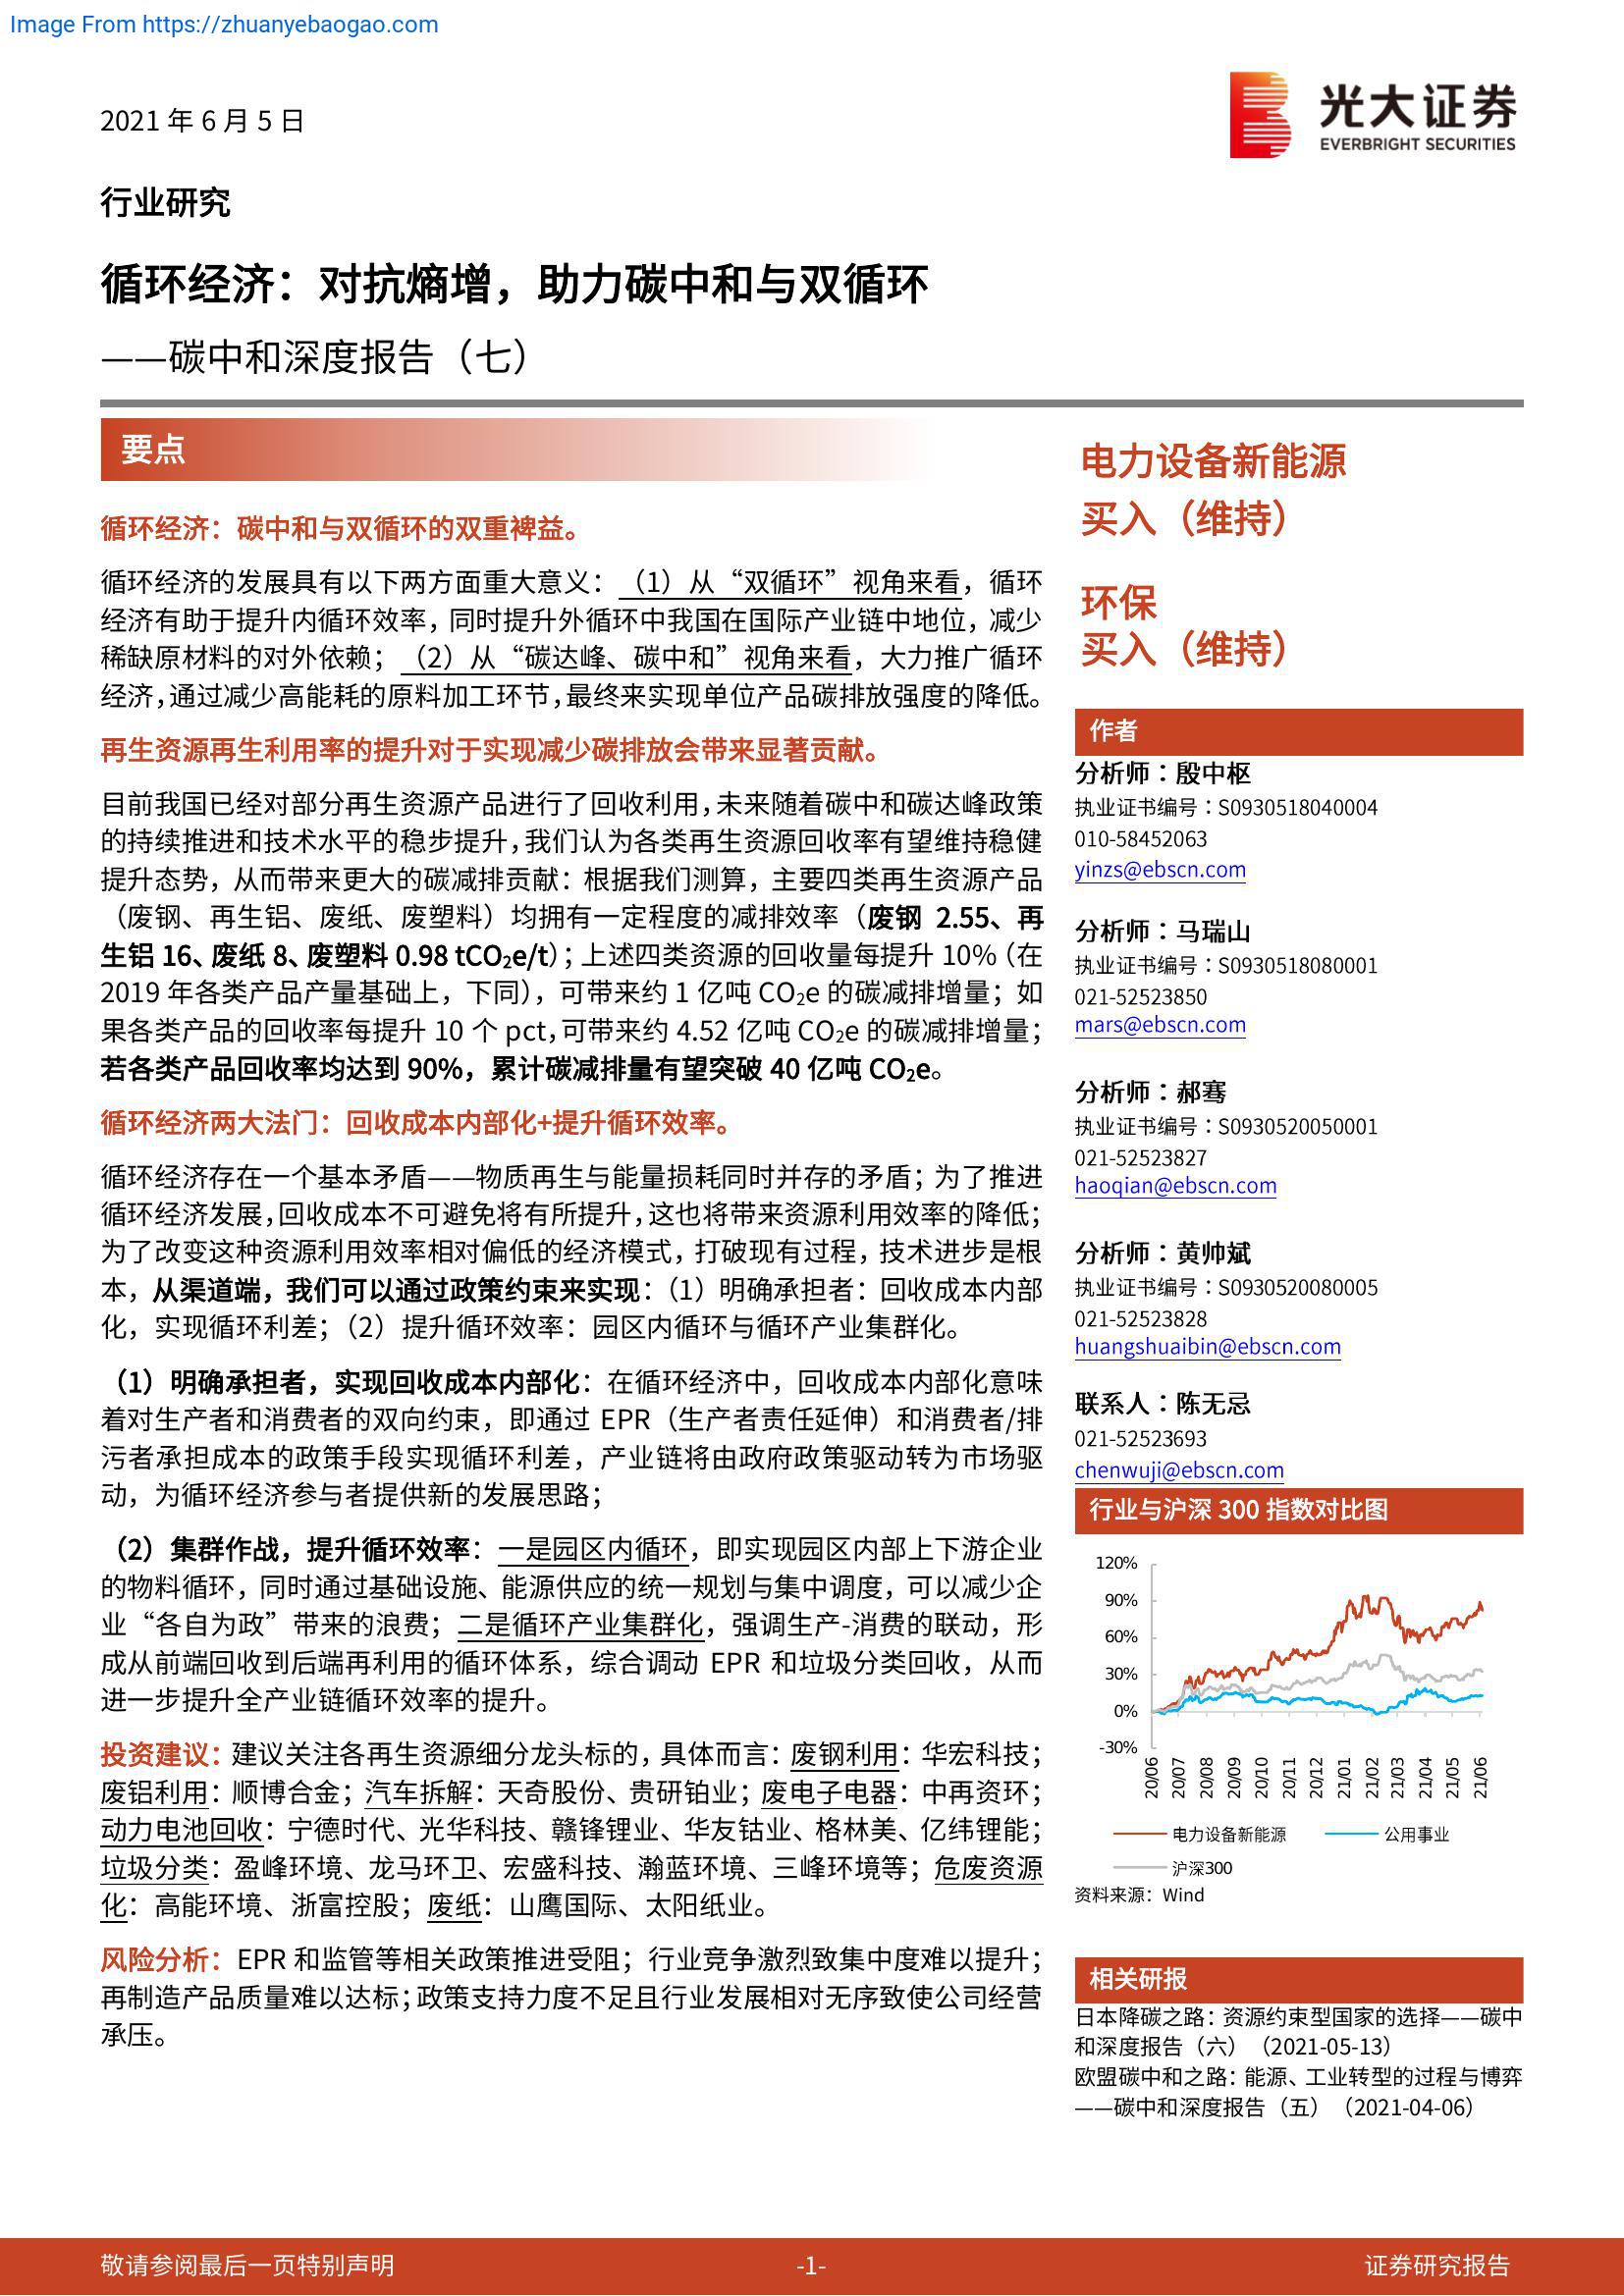 Image From https://zhuanyebaogao.com
2021 年 6 月 5 日
光大证券
EVERBRIGHT SECURITIES
行业研究
循环经济：对抗熵增，助力碳中和与双循环
——碳中和深度报告（七）
要点
循环经济：碳中和与双循环的双重裨益。
循环经济的发展具有以下两方面重大意义：（1）从“双循环”视角来看，循环
经济有助于提升内循环效率，同时提升外循环中我国在国际产业链中地位，减少
稀缺原材料的对外依赖；（2）从“碳达峰、碳中和”视角来看，大力推广循环
经济，通过减少高能耗的原料加工环节，最终来实现单位产品碳排放强度的降低。
再生资源再生利用率的提升对于实现减少碳排放会带来显著贡献。
目前我国已经对部分再生资源产品进行了回收利用，未来随着碳中和碳达峰政策
的持续推进和技术水平的稳步提升，我们认为各类再生资源回收率有望维持稳健
提升态势，从而带来更大的碳减排贡献：根据我们测算，主要四类再生资源产品
（废钢、再生铝、废纸、废塑料）均拥有一定程度的减排效率（废钢 2.55、再
生铝 16、废纸 8、废塑料 0.98 tCO₂e/t）；上述四类资源的回收量每提升 10%（在
2019 年各类产品产量基础上，下同），可带来约 1 亿吨 CO₂e 的碳减排增量；如
果各类产品的回收率每提升 10 个 pct，可带来约 4.52 亿吨 CO₂e 的碳减排增量；
若各类产品回收率均达到 90%，累计碳减排量有望突破 40 亿吨 CO₂e。
循环经济两大法门：回收成本内部化+提升循环效率。
循环经济存在一个基本矛盾——物质再生与能量损耗同时并存的矛盾；为了推进
循环经济发展，回收成本不可避免将有所提升，这也将带来资源利用效率的降低；
为了改变这种资源利用效率相对偏低的经济模式，打破现有过程，技术进步是根
本，从渠道端，我们可以通过政策约束来实现：（1）明确承担者：回收成本内部
化，实现循环利差；（2）提升循环效率：园区内循环与循环产业集群化。
（1）明确承担者，实现回收成本内部化：在循环经济中，回收成本内部化意味
着对生产者和消费者的双向约束，即通过 EPR（生产者责任延伸）和消费者/排
污者承担成本的政策手段实现循环利差，产业链将由政府政策驱动转为市场驱
动，为循环经济参与者提供新的发展思路；
（2）集群作战，提升循环效率：一是园区内循环，即实现园区内部上下游企业
的物料循环，同时通过基础设施、能源供应的统一规划与集中调度，可以减少企
业“各自为政”带来的浪费；二是循环产业集群化，强调生产-消费的联动，形
成从前端回收到后端再利用的循环体系，综合调动 EPR 和垃圾分类回收，从而
进一步提升全产业链循环效率的提升。
投资建议：建议关注各再生资源细分龙头标的，具体而言：废钢利用：华宏科技；
废铝利用：顺博合金；汽车拆解：天奇股份、贵研铂业；废电子电器：中再资环；
动力电池回收：宁德时代、光华科技、赣锋锂业、华友钴业、格林美、亿纬锂能；
垃圾分类：盈峰环境、龙马环卫、宏盛科技、瀚蓝环境、三峰环境等；危废资源
化：高能环境、浙富控股；废纸：山鹰国际、太阳纸业。
风险分析：EPR 和监管等相关政策推进受阻；行业竞争激烈致集中度难以提升；
再制造产品质量难以达标；政策支持力度不足且行业发展相对无序致使公司经营
承压。
电力设备新能源
买入（维持）
环保
买入（维持）
作者
分析师：殷中枢
执业证书编号：S0930518040004
010-58452063
yinzs@ebscn.com
分析师：马瑞山
执业证书编号：S0930518080001
021-52523850
mars@ebscn.com
分析师：郝骞
执业证书编号：S0930520050001
021-52523827
haoqian@ebscn.com
分析师：黄帅斌
执业证书编号：S0930520080005
021-52523828
huangshuaibin@ebscn.com
联系人：陈无忌
021-52523693
chenwuji@ebscn.com
行业与沪深 300 指数对比图
120%
90%
60%
30%
0%
-30%
20/06
20/07
20/08
20/09
20/10
20/11
20/12
21/01
21/02
21/03
21/04
21/05
21/06
电力设备新能源
公用事业
沪深300
资料来源：Wind
相关研报
日本降碳之路：资源约束型国家的选择——碳中
和深度报告（六）（2021-05-13）
欧盟碳中和之路：能源、工业转型的过程与博弈
——碳中和深度报告（五）（2021-04-06）
敬请参阅最后一页特别声明
-1-
证券研究报告